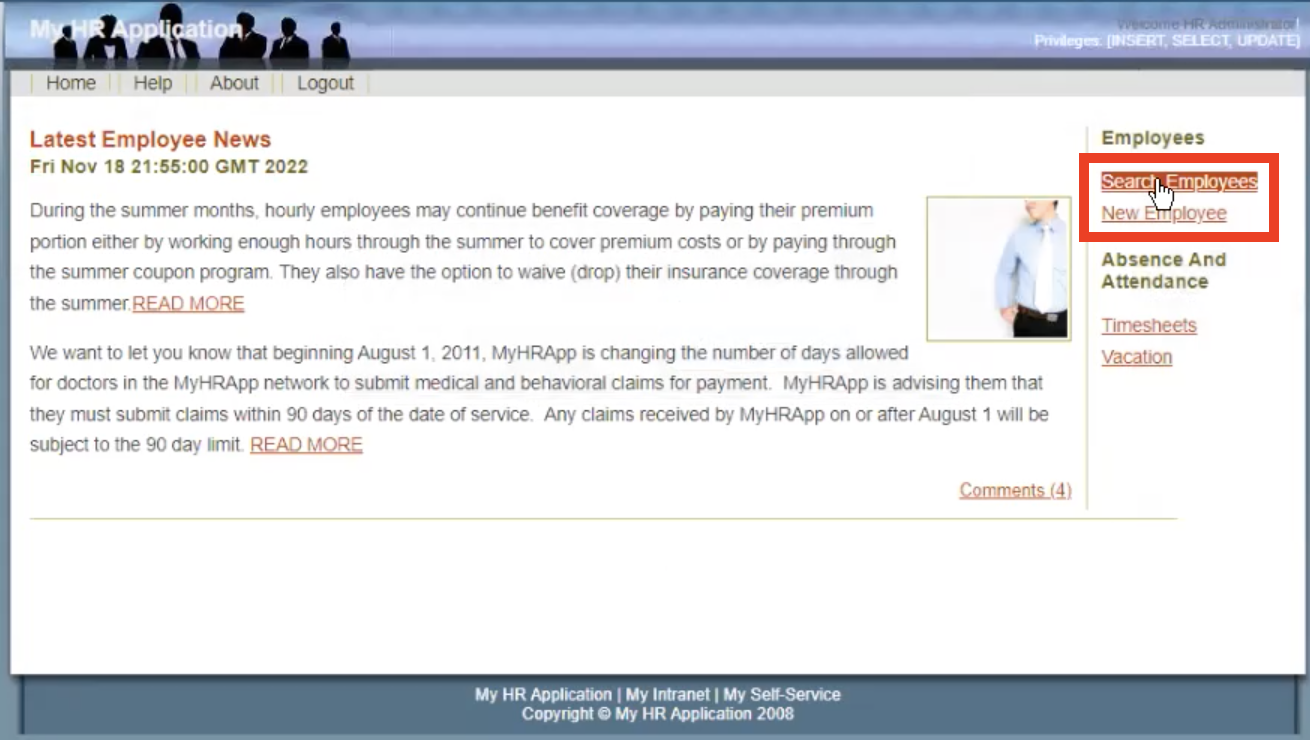 My HR Application
Welcome HR Administrator
Privileges: [INSERT, SELECT, UPDATE]
Home
Help
About
Logout
Latest Employee News
Fri Nov 18 21:55:00 GMT 2022
During the summer months, hourly employees may continue benefit coverage by paying their premium
portion either by working enough hours through the summer to cover premium costs or by paying through
the summer coupon program. They also have the option to waive (drop) their insurance coverage through
the summer.READ MORE
We want to let you know that beginning August 1, 2011, MyHRApp is changing the number of days allowed
for doctors in the MyHRApp network to submit medical and behavioral claims for payment.  MyHRApp is advising them that
they must submit claims within 90 days of the date of service.  Any claims received by MyHRApp on or after August 1 will be
subject to the 90 day limit. READ MORE
Comments (4)
Employees
Search Employees
New Employee
Absence And
Attendance
Timesheets
Vacation
My HR Application | My Intranet | My Self-Service
Copyright © My HR Application 2008